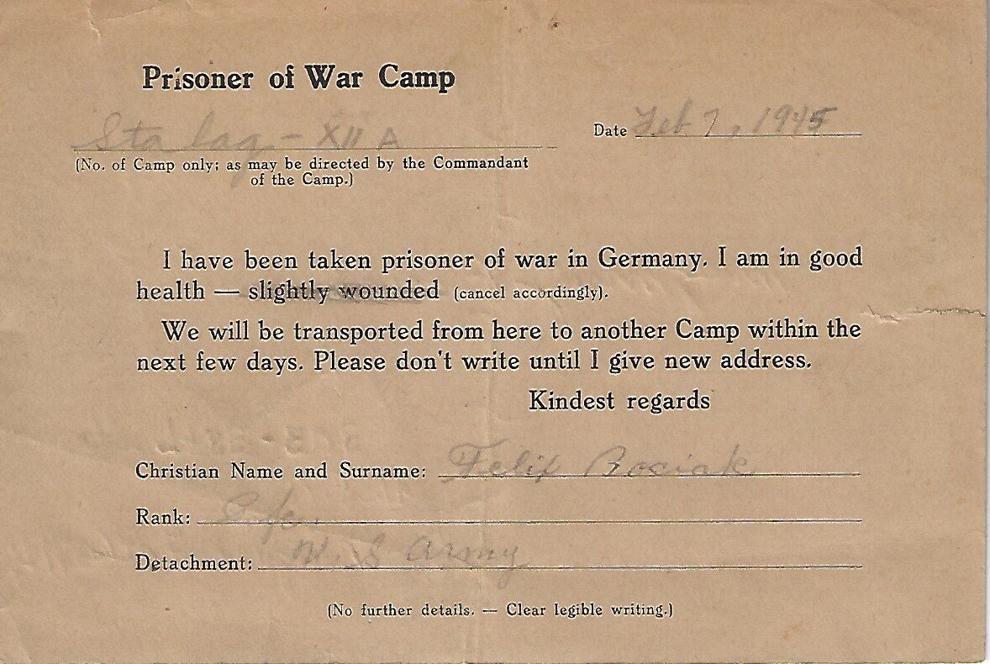 Prisoner of War Camp
Stalag - XII A
Date Feb 7, 1945
(No. of Camp only; as may be directed by the Commandant
of the Camp.)
I have been taken prisoner of war in Germany. I am in good
health — slightly wounded (cancel accordingly).
We will be transported from here to another Camp within the
next few days. Please don't write until I give new address.
Kindest regards
Christian Name and Surname: Felix Bociak
Rank:
Detachment: U. S Army
(No further details. — Clear legible writing.)